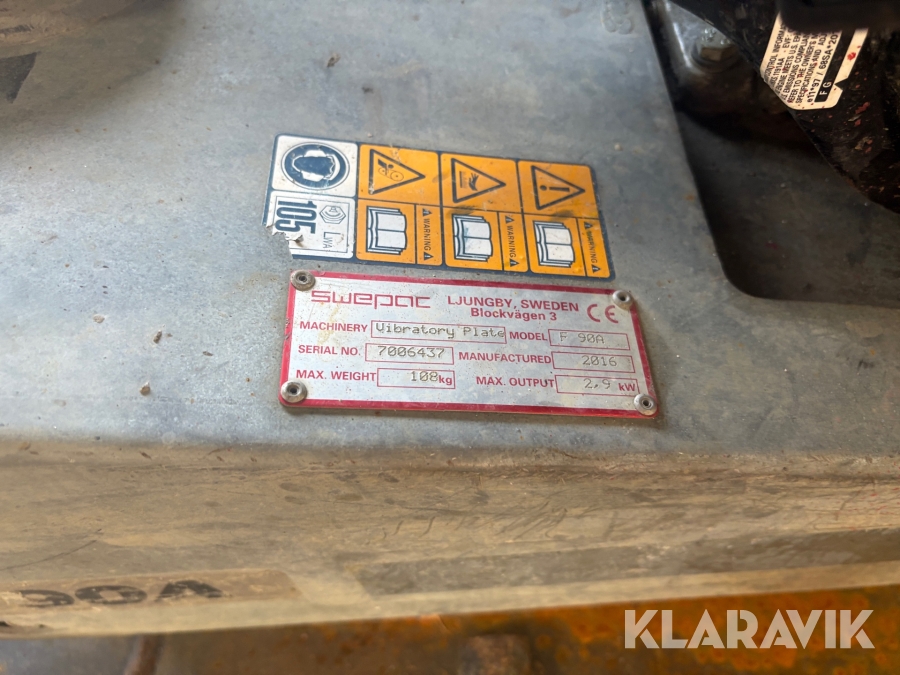 105
LWA
WARNING
WARNING
WARNING
swepac LJUNGBY, SWEDEN
Blockvägen 3
CE
MACHINERY Vibratory Plate MODEL F 90A
SERIAL NO. 7006437 MANUFACTURED 2016
MAX. WEIGHT 108kg MAX. OUTPUT 2,9 kW
FG
KLARAVIK